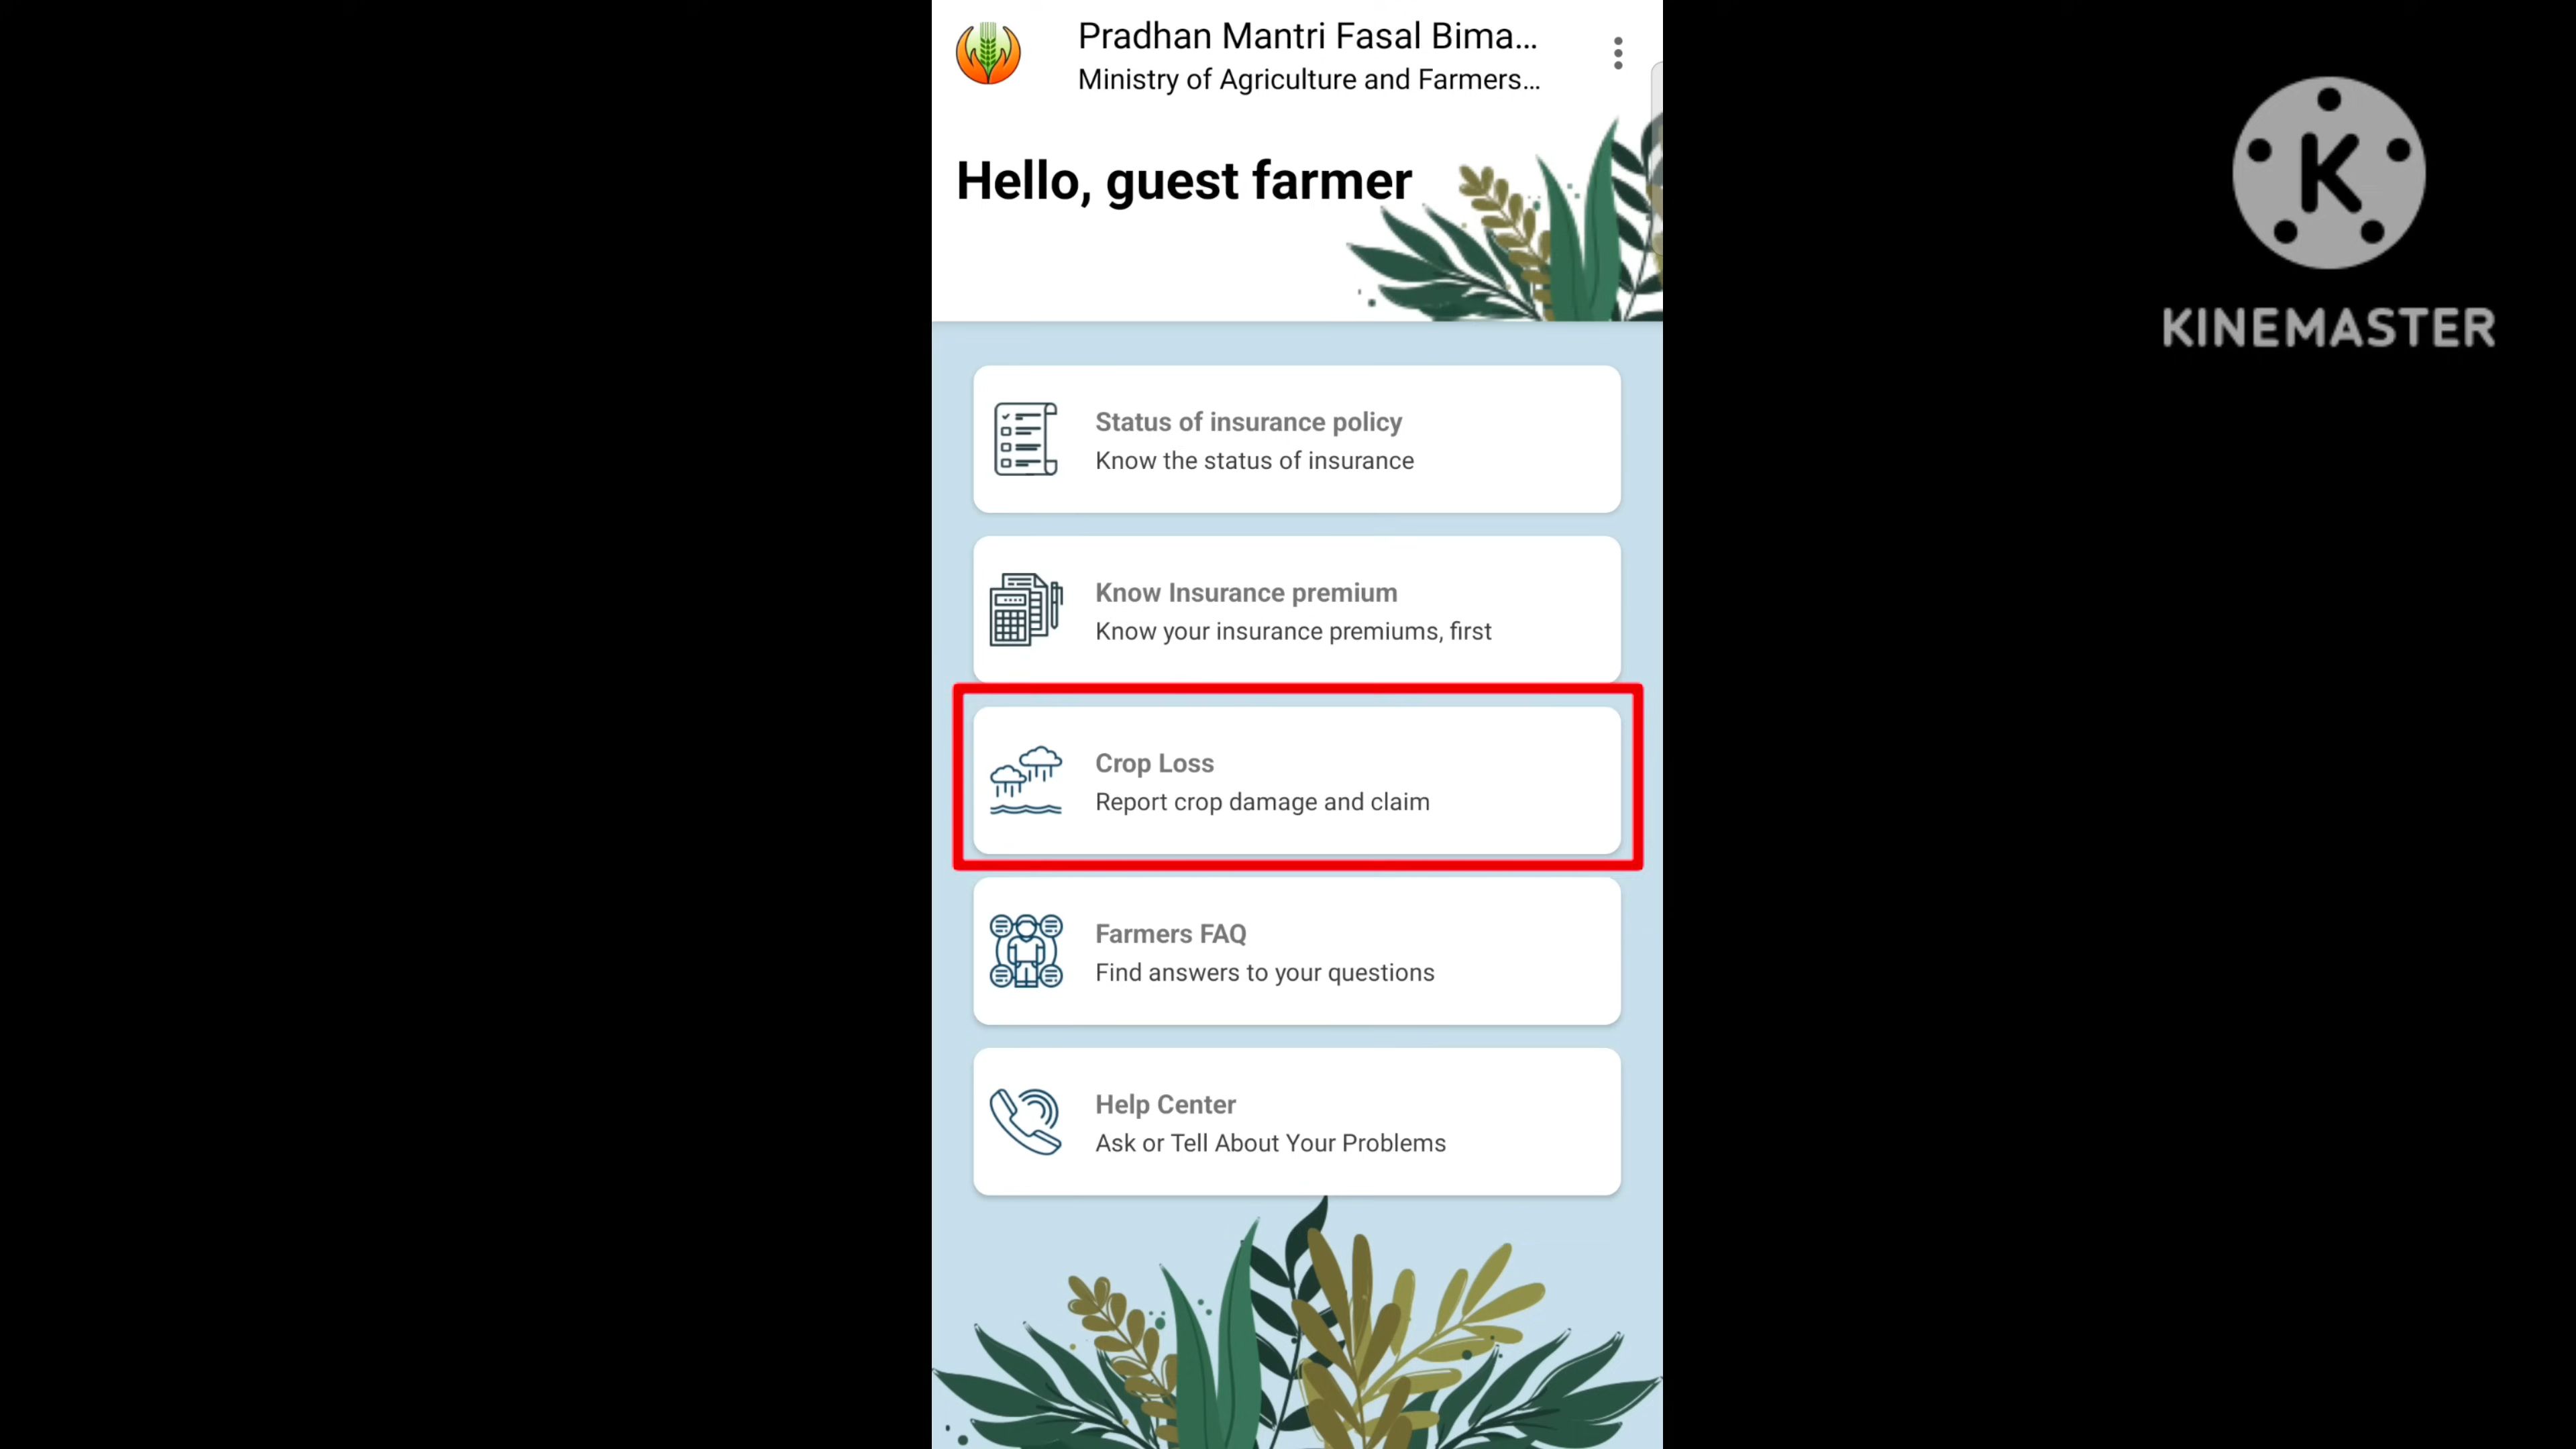 Pradhan Mantri Fasal Bima...
Ministry of Agriculture and Farmers...
Hello, guest farmer
Status of insurance policy
Know the status of insurance
Know Insurance premium
Know your insurance premiums, first
Crop Loss
Report crop damage and claim
Farmers FAQ
Find answers to your questions
Help Center
Ask or Tell About Your Problems
K
KINEMASTER